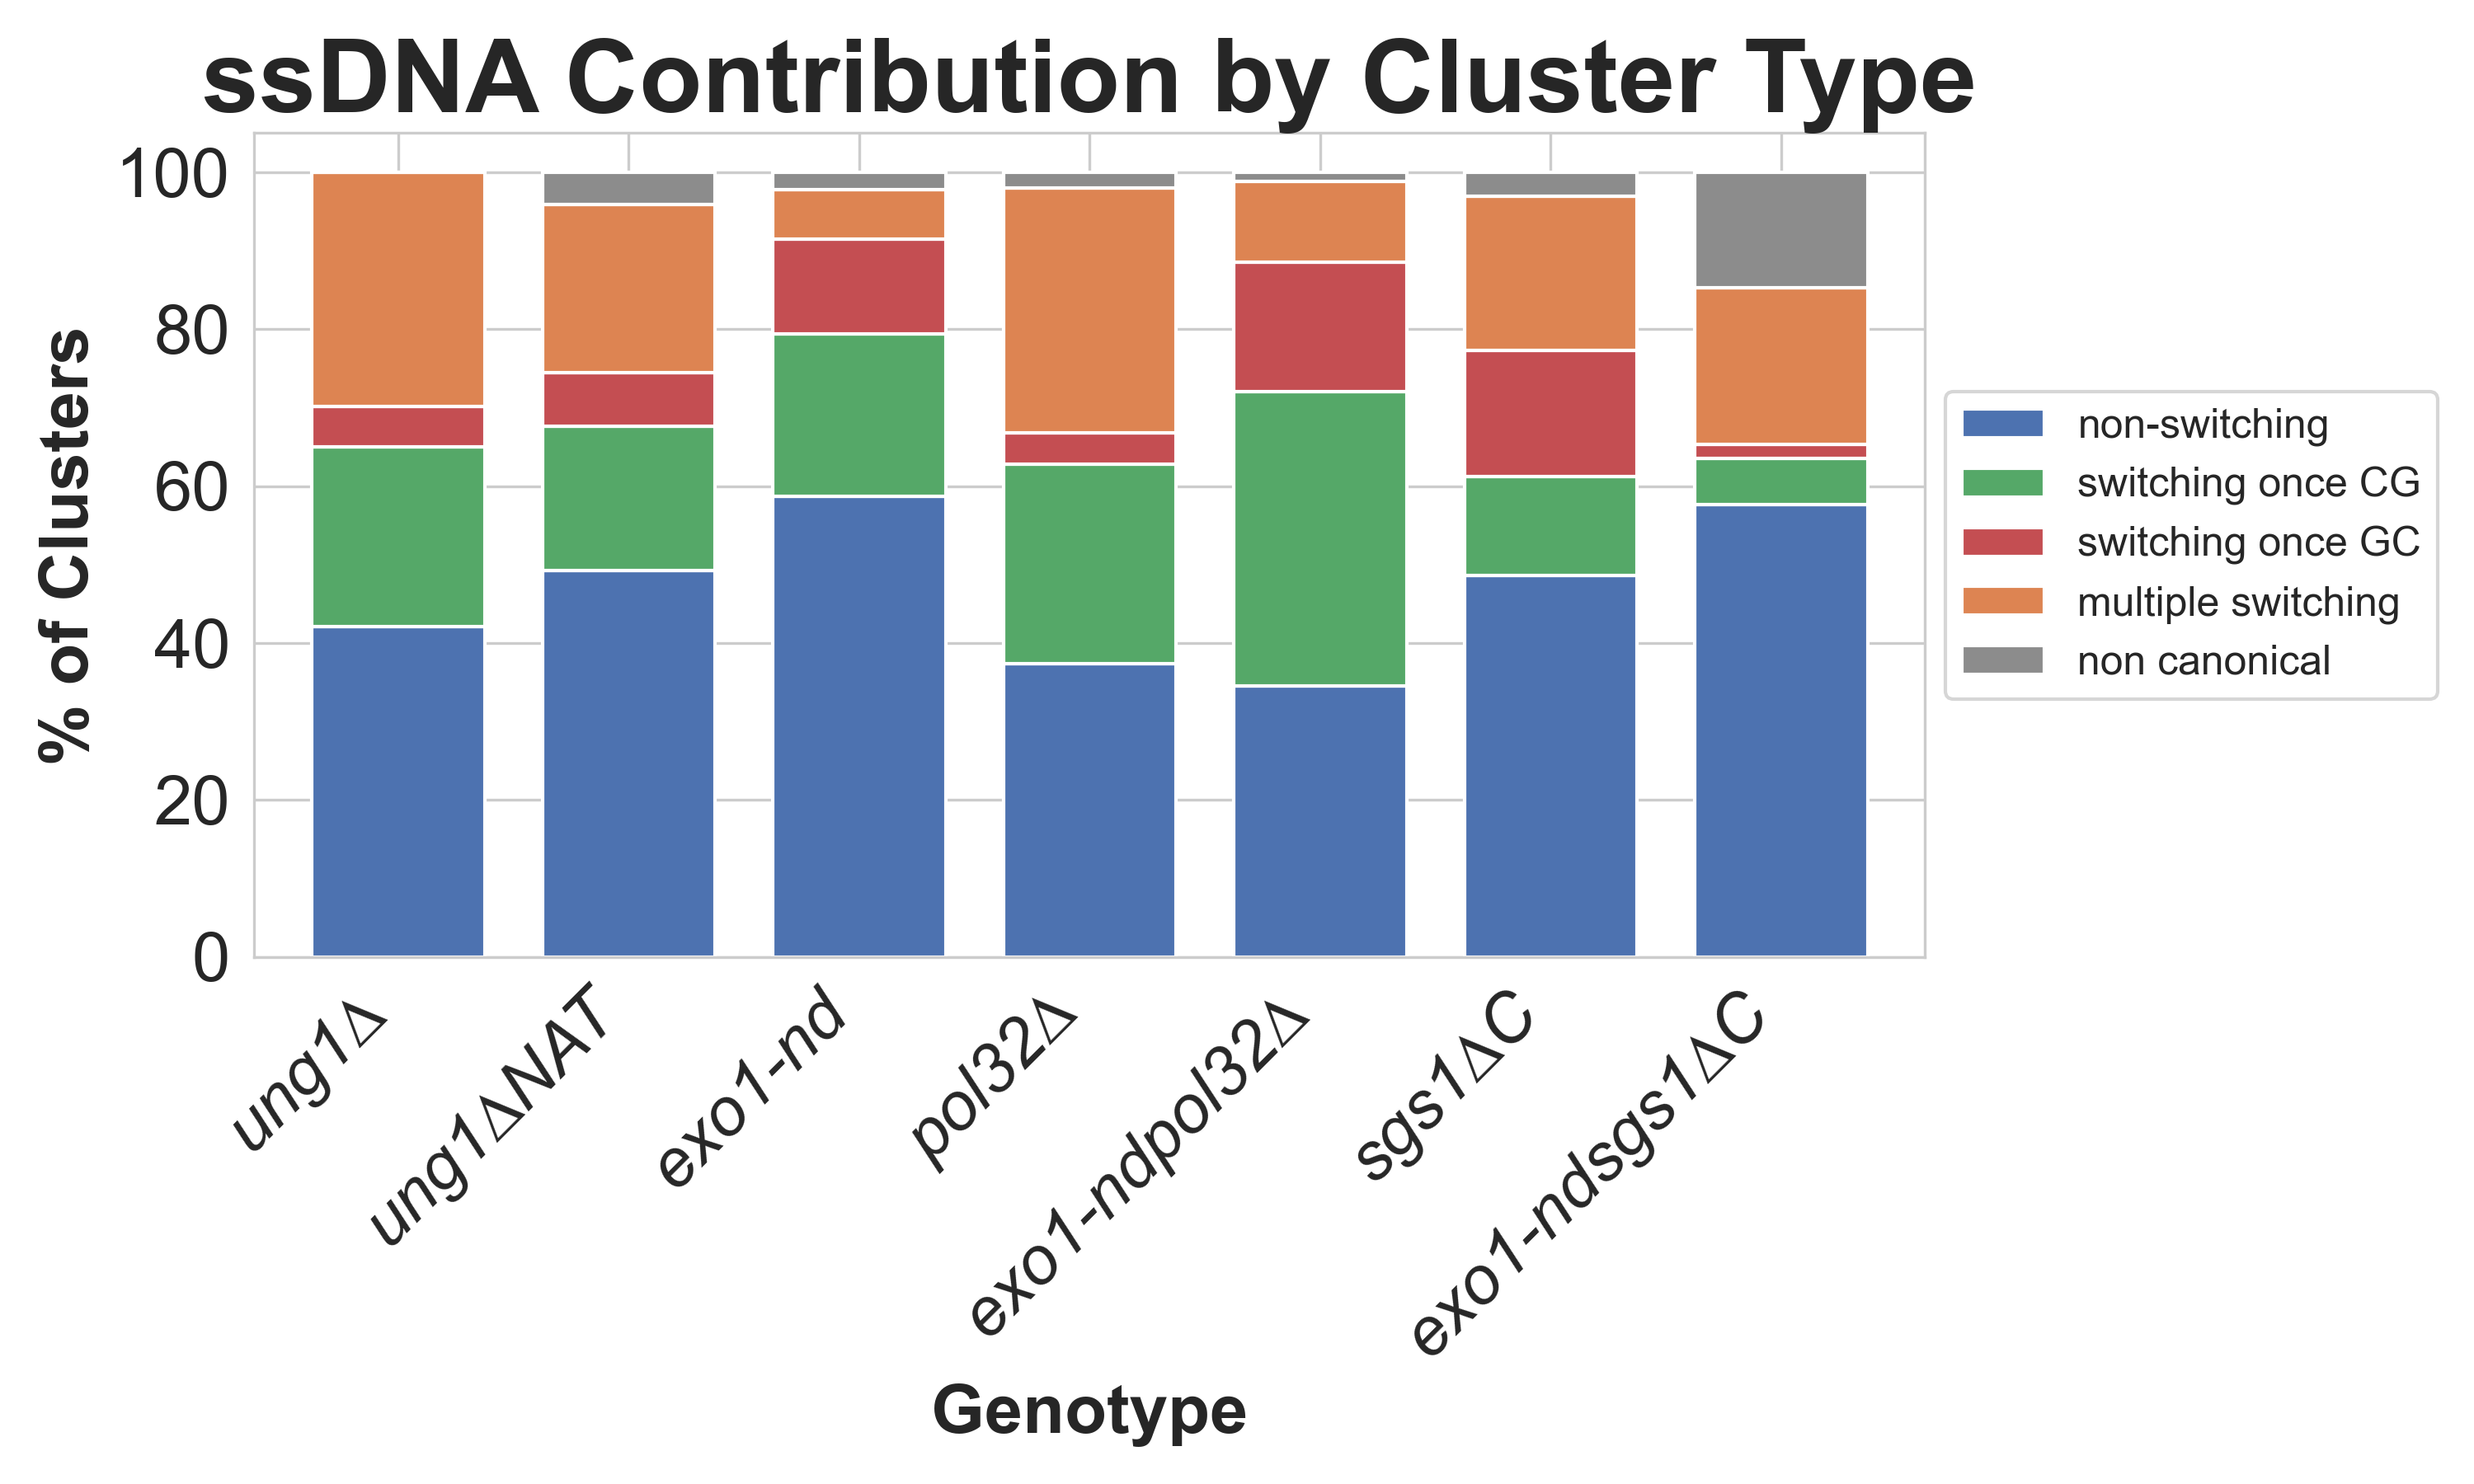 ssDNA Contribution by Cluster Type
% of Clusters
100
80
60
40
20
0
non-switching
switching once CG
switching once GC
multiple switching
non canonical
ung1Δ
ung1ΔNAT
exo1-nd
pol32Δ
exo1-ndpol32Δ
sgs1ΔC
exo1-ndsgs1ΔC
Genotype